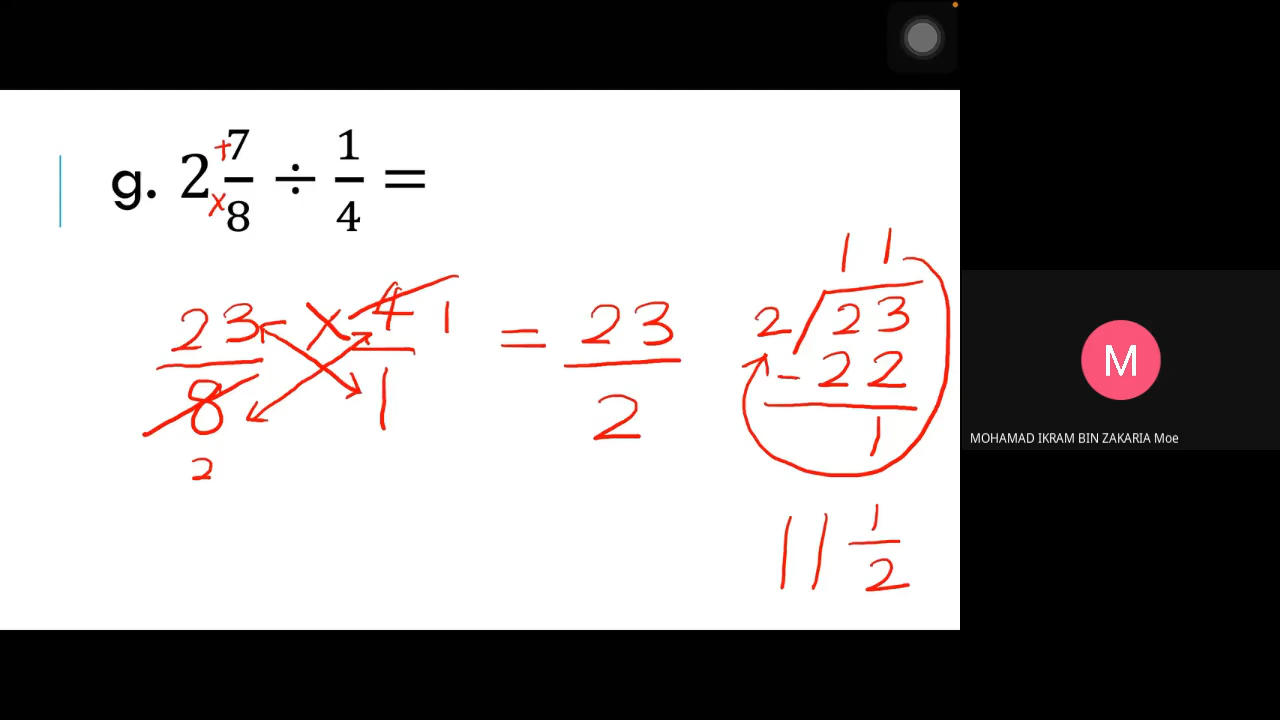 g. 2 7/8 ÷ 1/4 =
+
x
23/8 × 4/1 = 23/2
1
2
11
2 23
- 22
1
11 1/2
M
MOHAMAD IKRAM BIN ZAKARIA Moe